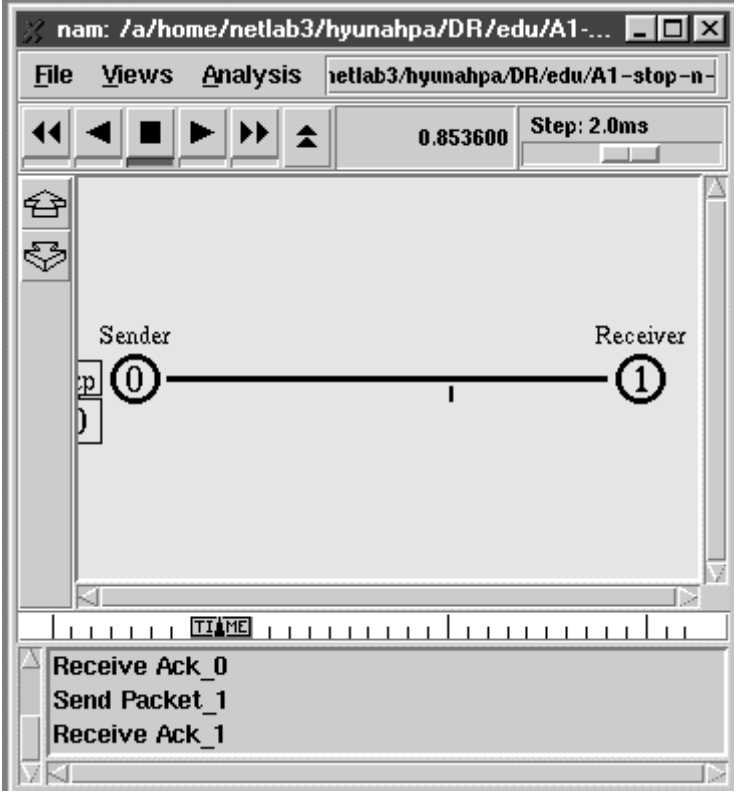 nam: /a/home/netlab3/hyunahpa/DR/edu/A1-...
File Views Analysis netlab3/hyunahpa/DR/edu/A1-stop-n-
0.853600
Step: 2.0ms
Sender
Receiver
0
1
TIME
Receive Ack_0
Send Packet_1
Receive Ack_1